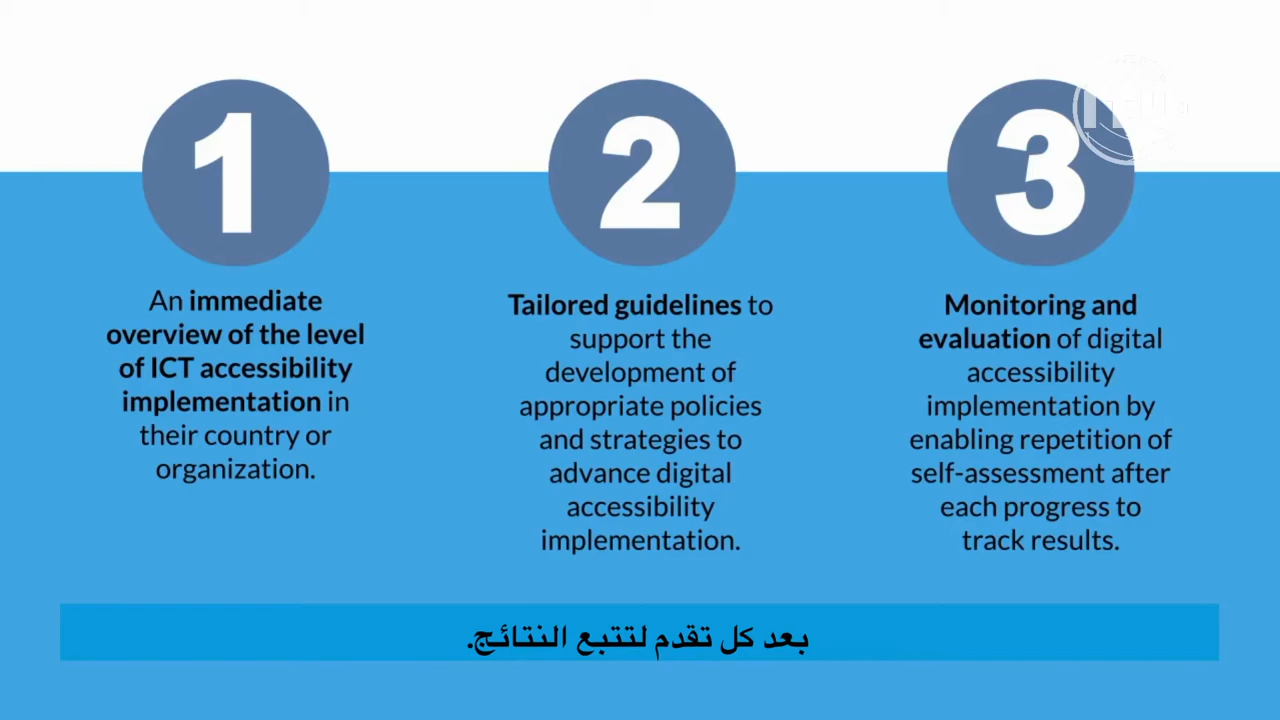 1
An immediate
overview of the level
of ICT accessibility
implementation in
their country or
organization.
2
Tailored guidelines to
support the
development of
appropriate policies
and strategies to
advance digital
accessibility
implementation.
3
ITU
Monitoring and
evaluation of digital
accessibility
implementation by
enabling repetition of
self-assessment after
each progress to
track results.
بعد كل تقدم لتتبع النتائج.